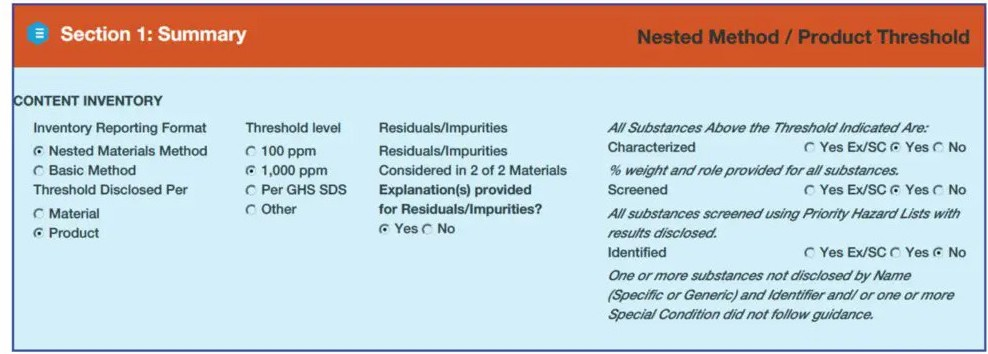 Section 1: Summary
Nested Method / Product Threshold
CONTENT INVENTORY
Inventory Reporting Format
Nested Materials Method
Basic Method
Threshold Disclosed Per
Material
Product
Threshold level
100 ppm
1,000 ppm
Per GHS SDS
Other
Residuals/Impurities
Residuals/Impurities
Considered in 2 of 2 Materials
Explanation(s) provided
for Residuals/Impurities?
Yes No
All Substances Above the Threshold Indicated Are:
Characterized Yes Ex/SC Yes No
% weight and role provided for all substances.
Screened Yes Ex/SC Yes No
All substances screened using Priority Hazard Lists with
results disclosed.
Identified Yes Ex/SC Yes No
One or more substances not disclosed by Name
(Specific or Generic) and Identifier and/ or one or more
Special Condition did not follow guidance.